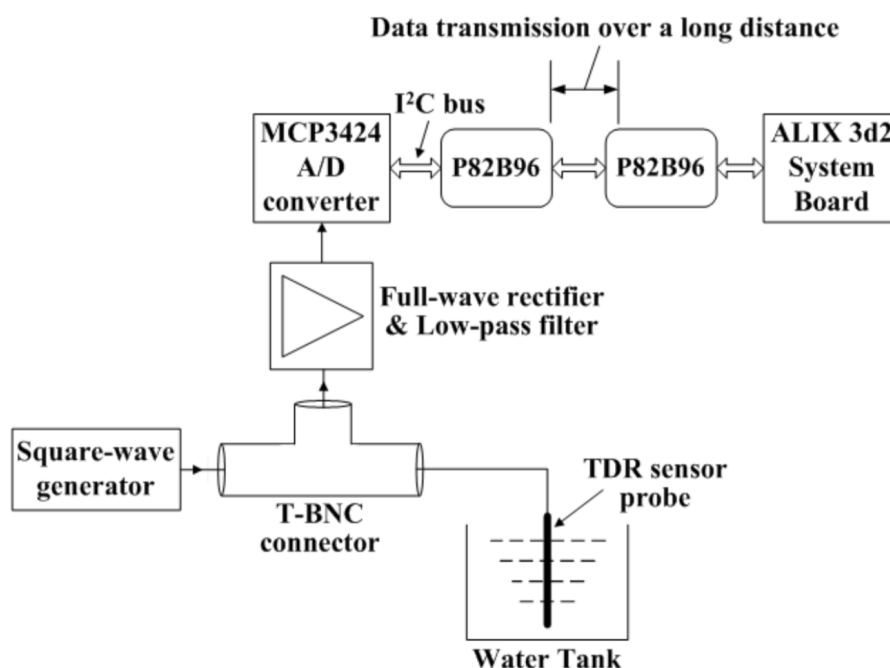 Data transmission over a long distance
I²C bus
MCP3424
A/D
converter
P82B96
P82B96
ALIX 3d2
System
Board
Full-wave rectifier
& Low-pass filter
Square-wave
generator
T-BNC
connector
TDR sensor
probe
Water Tank